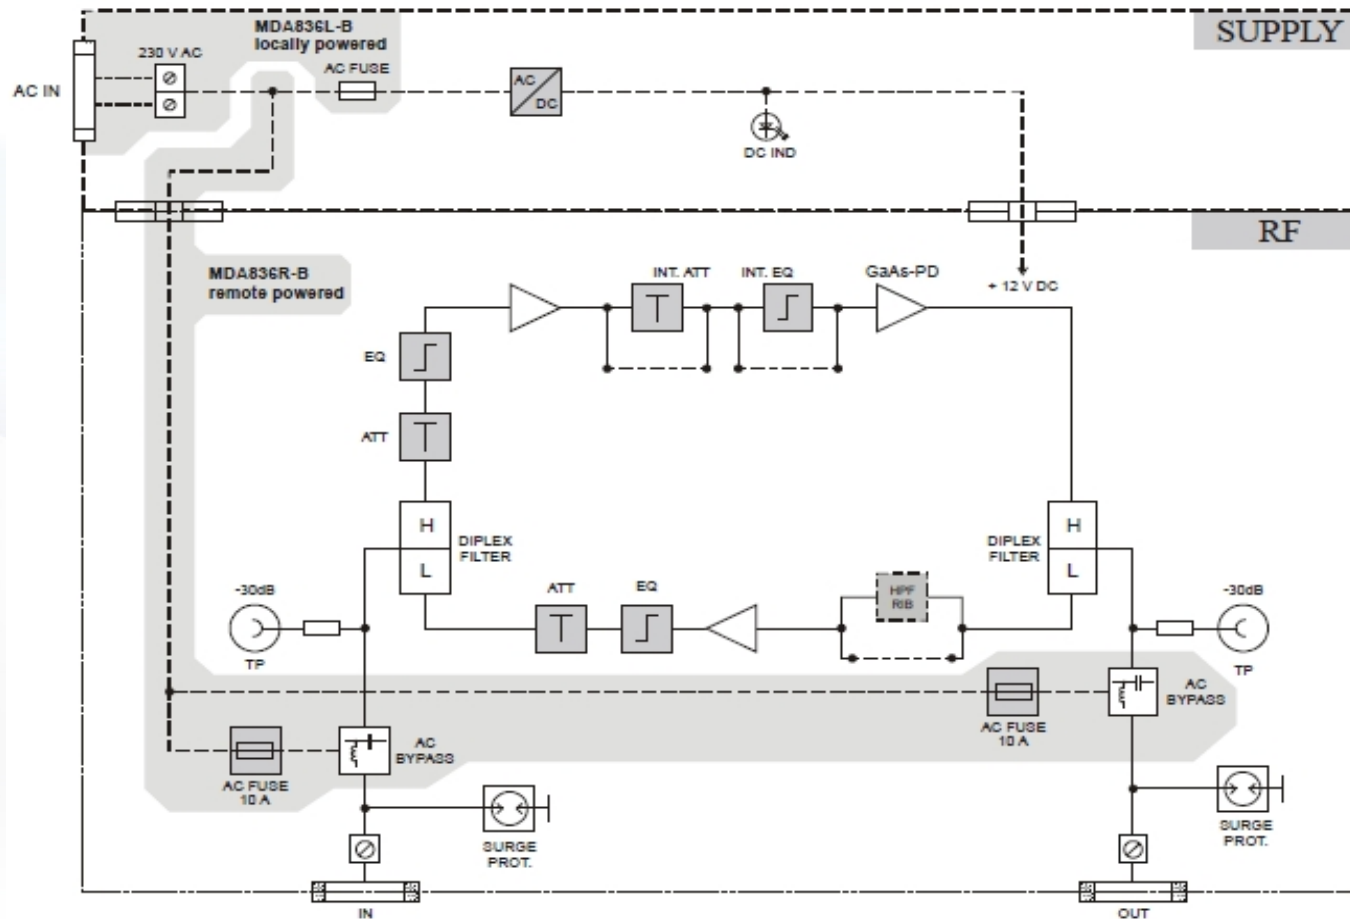 SUPPLY
MDA836L-B
locally powered
230 V AC
AC FUSE
AC IN
AC
DC
DC IND
RF
MDA836R-B
remote powered
INT. ATT
INT. EQ
GaAs-PD
+ 12 V DC
EQ
ATT
H
L
DIPLEX
FILTER
DIPLEX
FILTER
H
L
ATT
EQ
HPF
RIB
-30dB
TP
-30dB
TP
AC FUSE
10 A
AC
BYPASS
AC
BYPASS
AC FUSE
10 A
SURGE
PROT.
SURGE
PROT.
IN
OUT